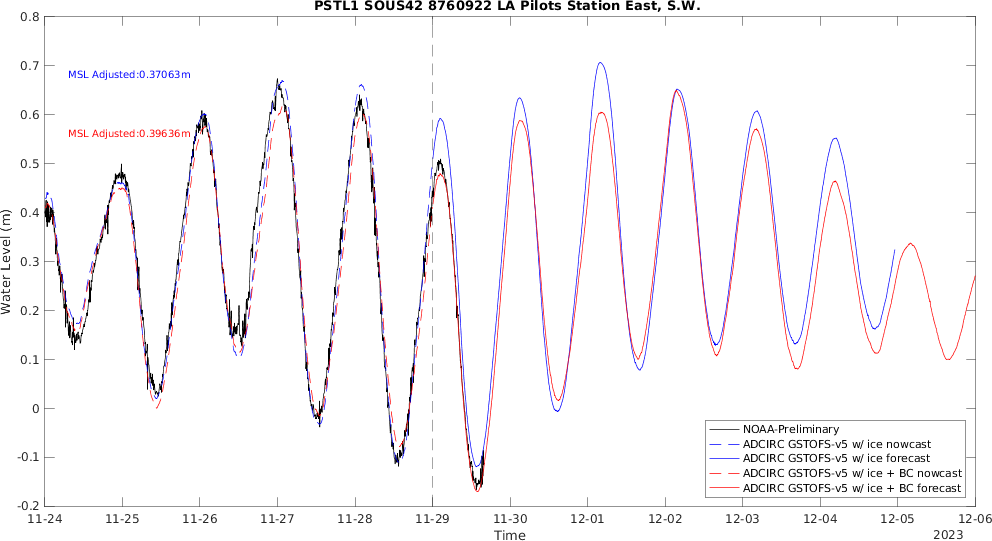 PSTL1 SOUS42 8760922 LA Pilots Station East, S.W.
0.8
0.7
0.6
0.5
0.4
0.3
0.2
0.1
0
-0.1
-0.2
Water Level (m)
MSL Adjusted:0.37063m
MSL Adjusted:0.39636m
NOAA-Preliminary
ADCIRC GSTOFS-v5 w/ ice nowcast
ADCIRC GSTOFS-v5 w/ ice forecast
ADCIRC GSTOFS-v5 w/ ice + BC nowcast
ADCIRC GSTOFS-v5 w/ ice + BC forecast
11-24 11-25 11-26 11-27 11-28 11-29 11-30 12-01 12-02 12-03 12-04 12-05 12-06
Time
2023